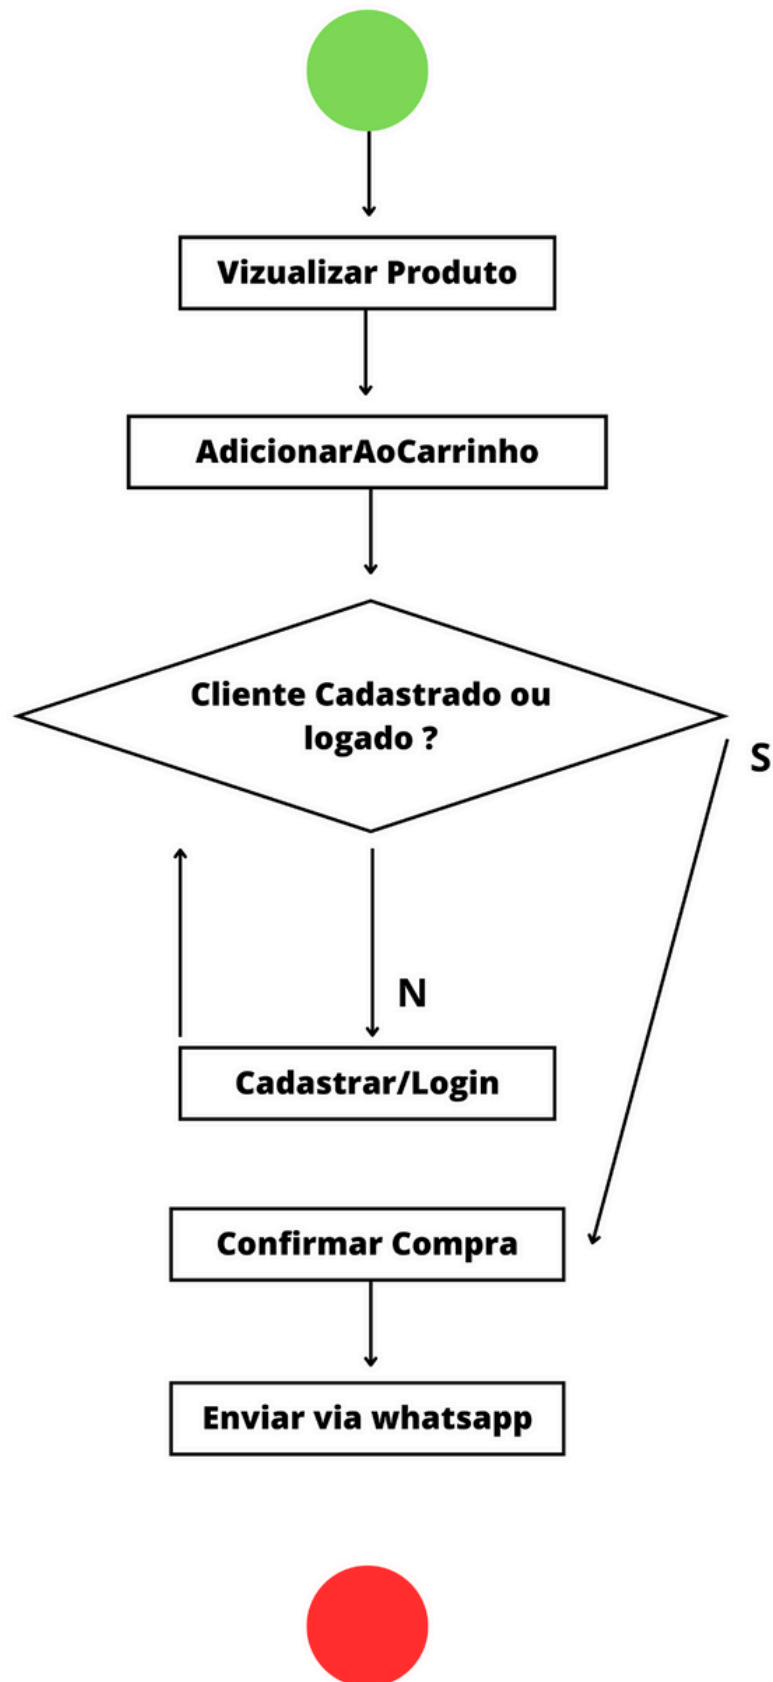 Vizualizar Produto
AdicionarAoCarrinho
Cliente Cadastrado ou
logado ?
S
N
Cadastrar/Login
Confirmar Compra
Enviar via whatsapp